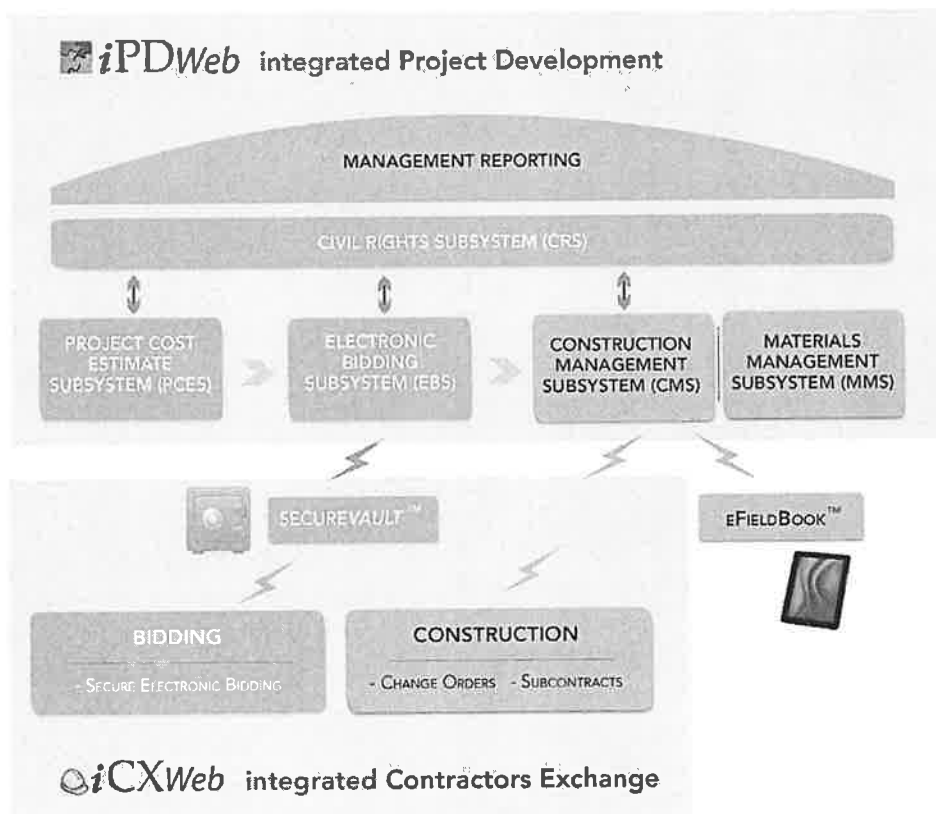 iPDWeb integrated Project Development
MANAGEMENT REPORTING
CIVIL RIGHTS SUBSYSTEM (CRS)
PROJECT COST
ESTIMATE
SUBSYSTEM (PCES)
ELECTRONIC
BIDDING
SUBSYSTEM (EBS)
CONSTRUCTION
MANAGEMENT
SUBSYSTEM (CMS)
MATERIALS
MANAGEMENT
SUBSYSTEM (MMS)
SECUREVAULT™
EFIELDBOOK™
BIDDING
- SECURE ELECTRONIC BIDDING
CONSTRUCTION
- CHANGE ORDERS - SUBCONTRACTS
iCXWeb integrated Contractors Exchange